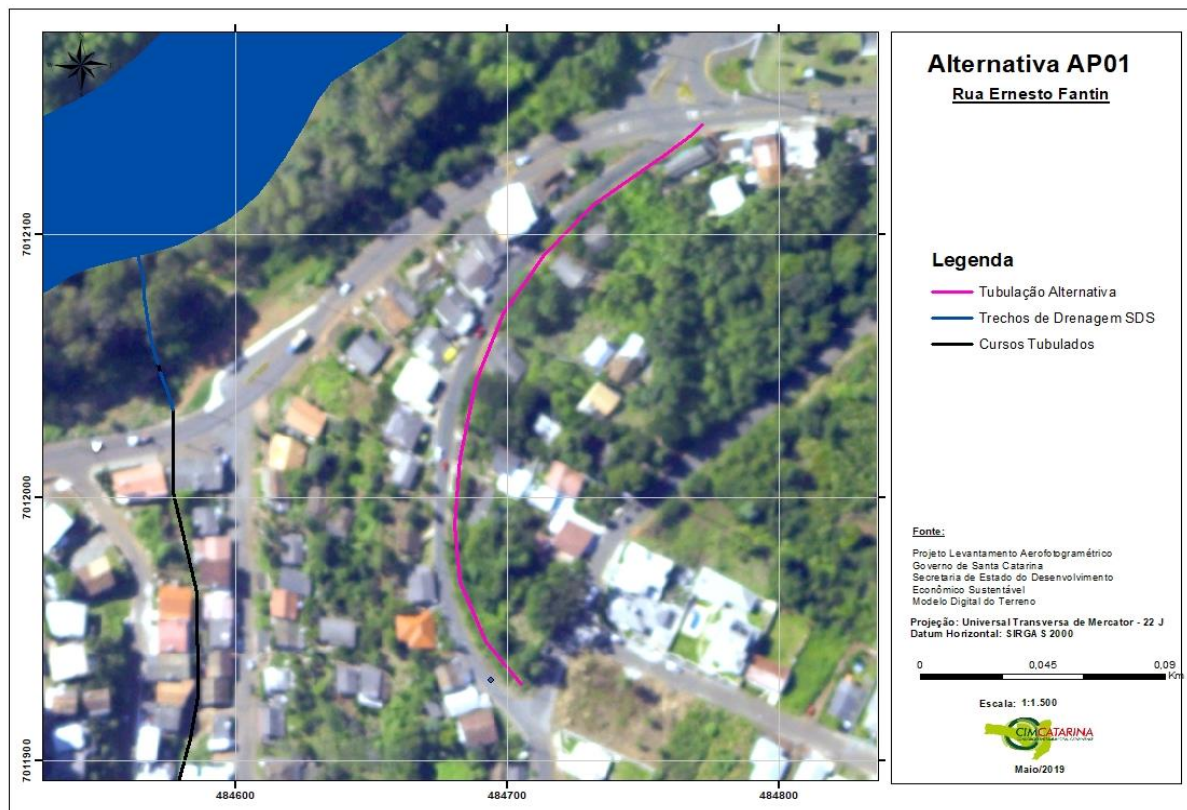 Alternativa AP01
Rua Ernesto Fantin
Legenda
Tubulação Alternativa
Trechos de Drenagem SDS
Cursos Tubulados
Fonte:
Projeto Levantamento Aerofotogramétrico
Governo de Santa Catarina
Secretaria de Estado do Desenvolvimento
Econômico Sustentável
Modelo Digital do Terreno
Projeção: Universal Transversa de Mercator - 22 J
Datum Horizontal: SIRGAS 2000
0 0,045 0,09
Km
Escala: 1:1.500
CIMCATARINA
Maio/2019
7012100
7012000
7011900
484600 484700 484800